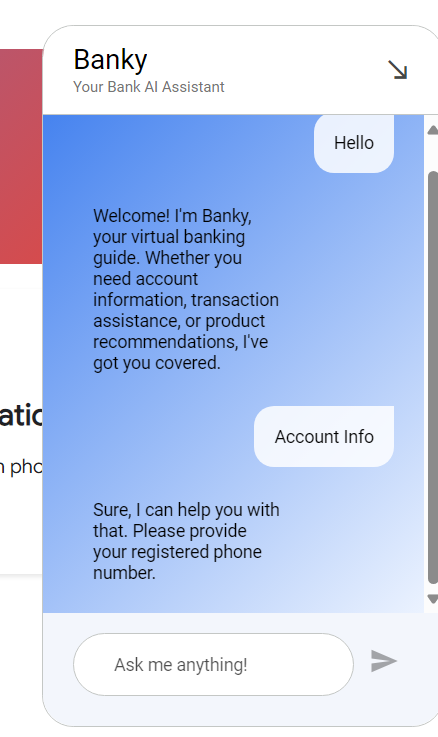 Banky
Your Bank AI Assistant
Hello
Welcome! I'm Banky,
your virtual banking
guide. Whether you
need account
information, transaction
assistance, or product
recommendations, I've
got you covered.
Account Info
Sure, I can help you with
that. Please provide
your registered phone
number.
Ask me anything!